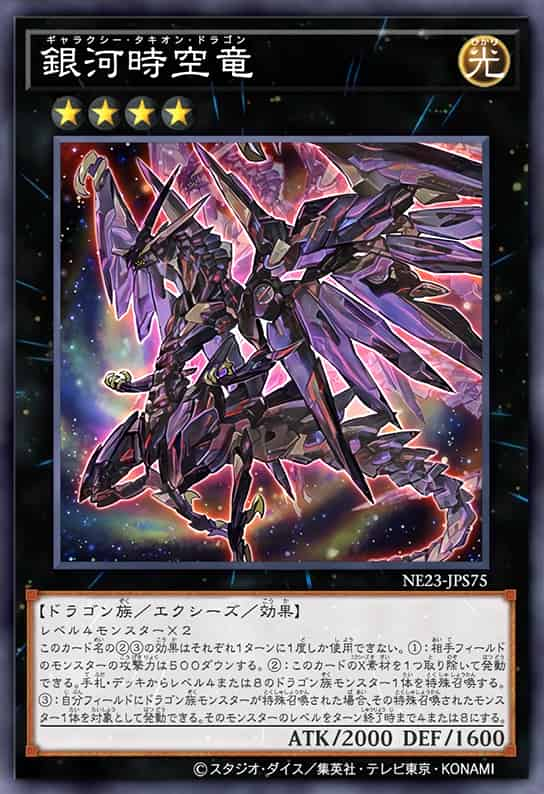 ギャラクシー・タキオン・ドラゴン
銀河時空竜
ひかり
光
NE23-JPS75
【ドラゴン族／エクシーズ／効果】
レベル4モンスター×2
このカード名の②③の効果はそれぞれ1ターンに1度しか使用できない。①：相手フィールド
のモンスターの攻撃力は500ダウンする。②：このカードのX素材を1つ取り除いて発動
できる。手札・デッキからレベル4または8のドラゴン族モンスター1体を特殊召喚する。
③：自分フィールドにドラゴン族モンスターが特殊召喚された場合、その特殊召喚されたモンス
ター1体を対象として発動できる。そのモンスターのレベルをターン終了時まで4または8にする。
ATK/2000 DEF/1600
©スタジオ・ダイス／集英社・テレビ東京・KONAMI